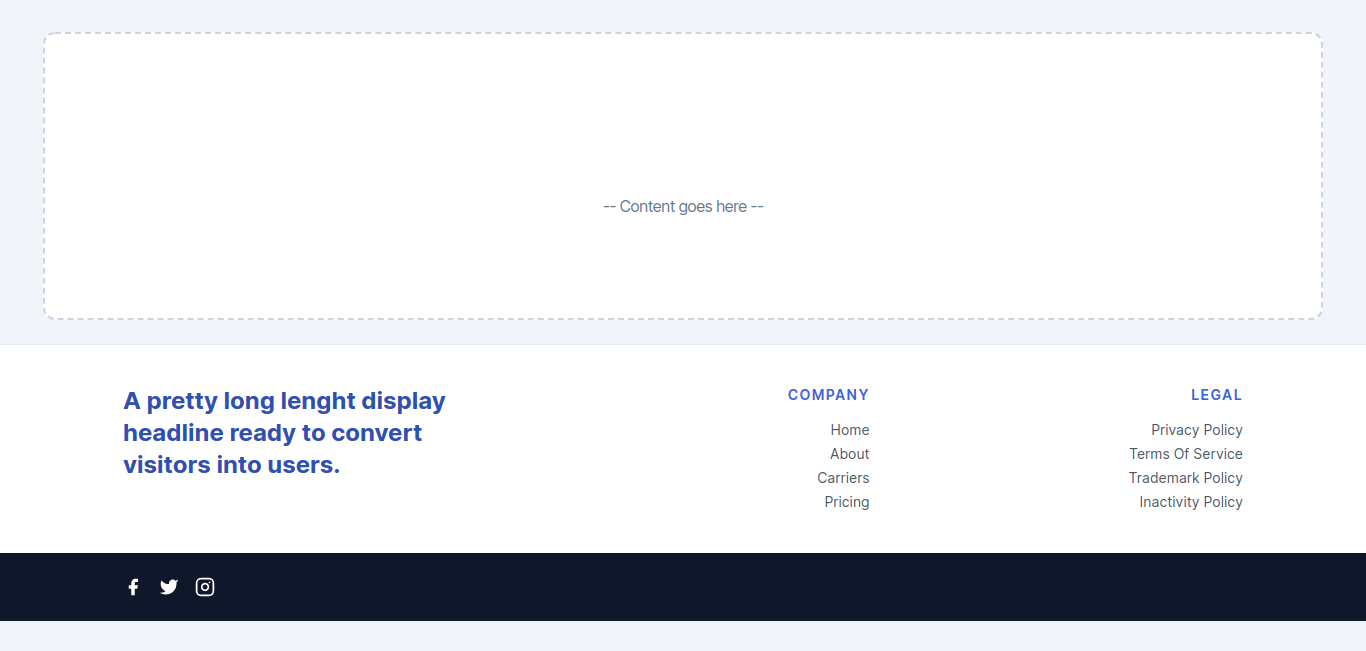 -- Content goes here --
A pretty long lenght display
headline ready to convert
visitors into users.
COMPANY
Home
About
Carriers
Pricing
LEGAL
Privacy Policy
Terms Of Service
Trademark Policy
Inactivity Policy